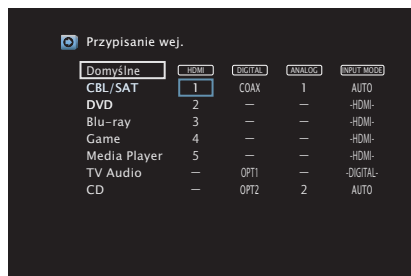 Przypisanie wej.
Domyślne HDMI DIGITAL ANALOG INPUT MODE
CBL/SAT 1 COAX 1 AUTO
DVD 2 – – -HDMI-
Blu-ray 3 – – -HDMI-
Game 4 – – -HDMI-
Media Player 5 – – -HDMI-
TV Audio – OPT1 – -DIGITAL-
CD – OPT2 2 AUTO